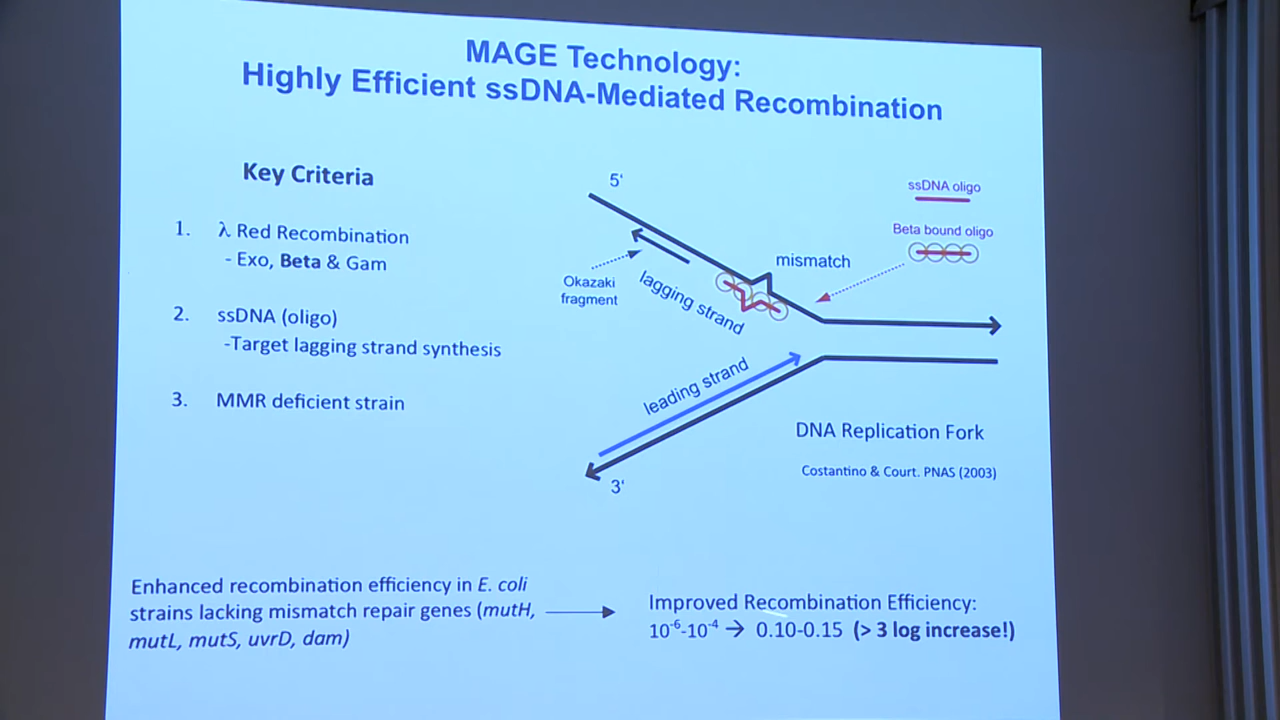 MAGE Technology:
Highly Efficient ssDNA-Mediated Recombination
Key Criteria
1. λ Red Recombination
- Exo, Beta & Gam
2. ssDNA (oligo)
-Target lagging strand synthesis
3. MMR deficient strain
5'
ssDNA oligo
Beta bound oligo
mismatch
Okazaki
fragment
lagging strand
leading strand
3'
DNA Replication Fork
Costantino & Court. PNAS (2003)
Enhanced recombination efficiency in E. coli
strains lacking mismatch repair genes (mutH,
mutL, mutS, uvrD, dam)
Improved Recombination Efficiency:
10⁻⁶-10⁻⁴ → 0.10-0.15 (> 3 log increase!)